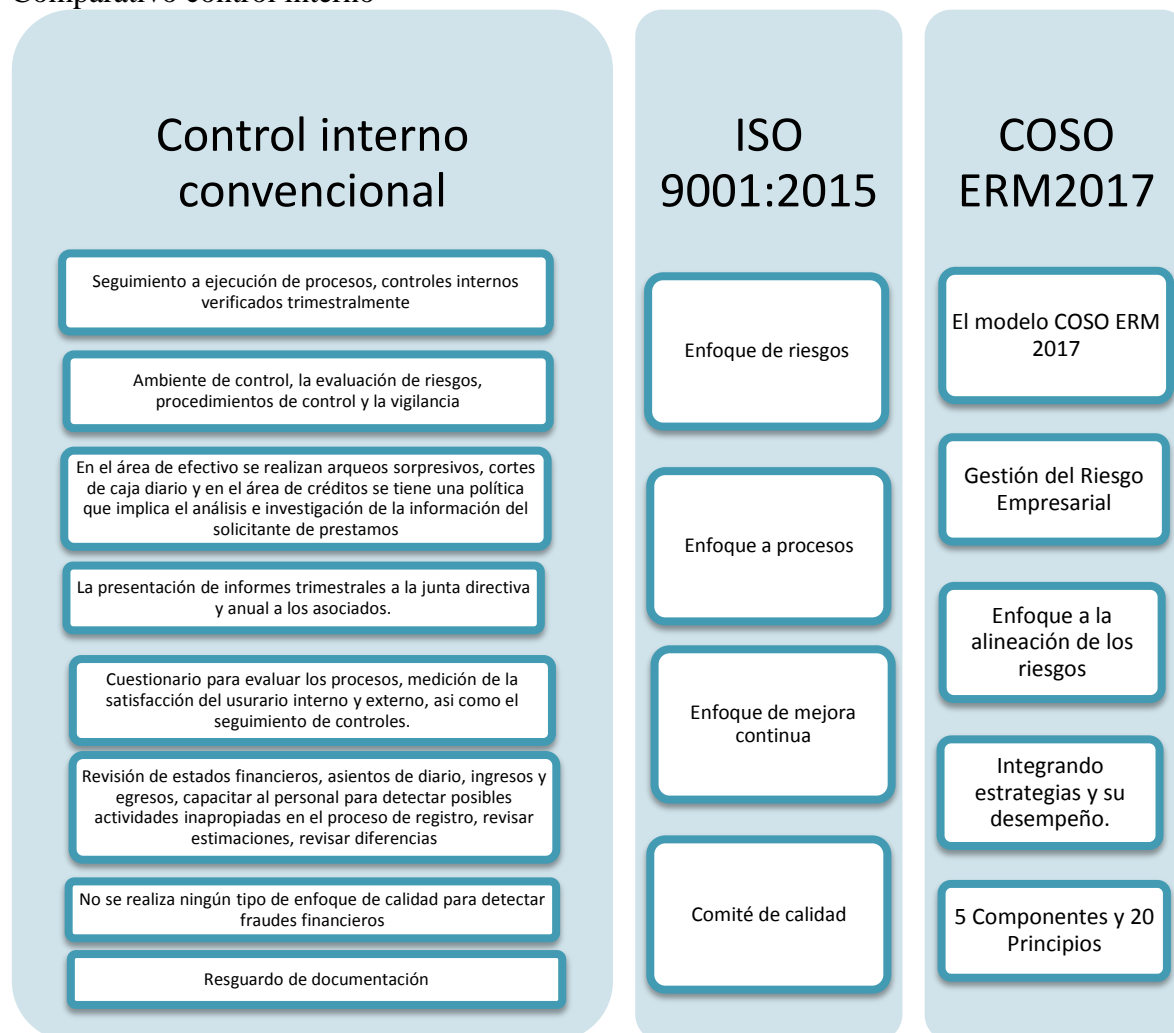 Comparativo control interno
Control interno
convencional
Seguimiento a ejecución de procesos, controles internos
verificados trimestralmente
Ambiente de control, la evaluación de riesgos,
procedimientos de control y la vigilancia
En el área de efectivo se realizan arqueos sorpresivos, cortes
de caja diario y en el área de créditos se tiene una política
que implica el análisis e investigación de la información del
solicitante de prestamos
La presentación de informes trimestrales a la junta directiva
y anual a los asociados.
Cuestionario para evaluar los procesos, medición de la
satisfacción del usurario interno y externo, asi como el
seguimiento de controles.
Revisión de estados financieros, asientos de diario, ingresos y
egresos, capacitar al personal para detectar posibles
actividades inapropiadas en el proceso de registro, revisar
estimaciones, revisar diferencias
No se realiza ningún tipo de enfoque de calidad para detectar
fraudes financieros
Resguardo de documentación
ISO
9001:2015
Enfoque de riesgos
Enfoque a procesos
Enfoque de mejora
continua
Comité de calidad
COSO
ERM2017
El modelo COSO ERM
2017
Gestión del Riesgo
Empresarial
Enfoque a la
alineación de los
riesgos
Integrando
estrategias y su
desempeño.
5 Componentes y 20
Principios